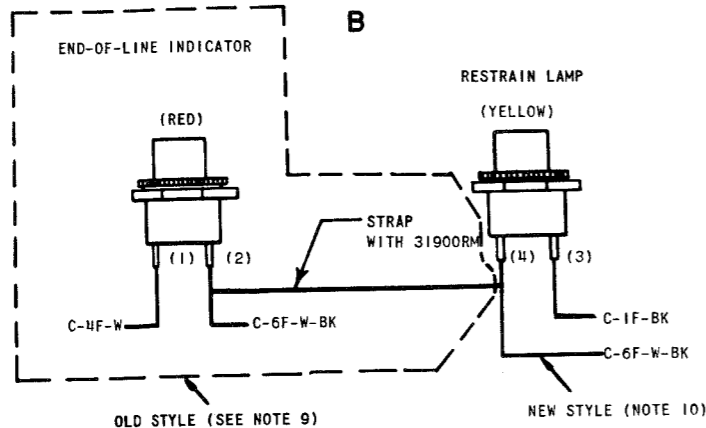 B
END-OF-LINE INDICATOR
RESTRAIN LAMP
(RED)
(YELLOW)
STRAP
WITH 31900RM
(1)
(2)
(4)
(3)
C-4F-W
C-6F-W-BK
C-1F-BK
C-6F-W-BK
OLD STYLE (SEE NOTE 9)
NEW STYLE (NOTE 10)